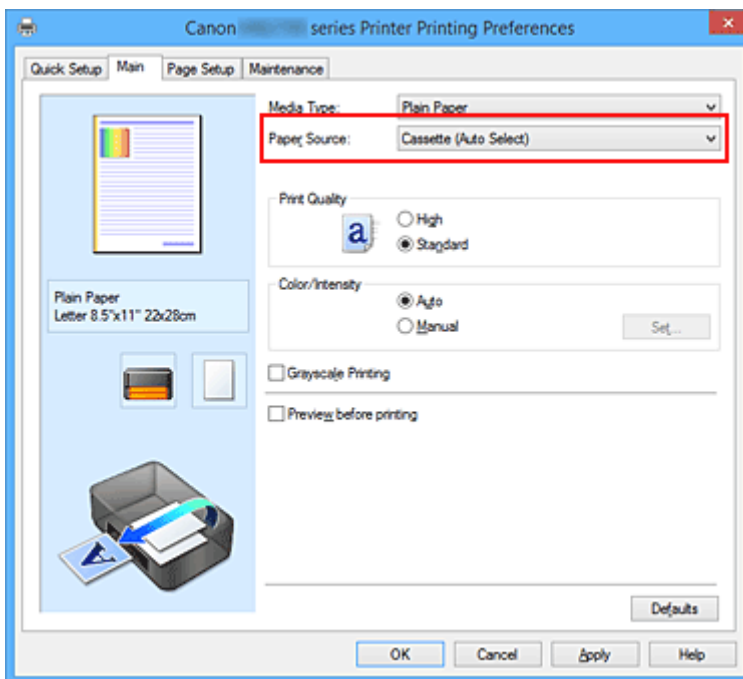 Canon series Printer Printing Preferences
Quick Setup Main Page Setup Maintenance
Media Type: Plain Paper
Paper Source: Cassette (Auto Select)
Print Quality
a
High
Standard
Color/Intensity
Auto
Manual
Set...
Plain Paper
Letter 8.5"x11" 22x28cm
Grayscale Printing
Preview before printing
A
Defaults
OK Cancel Apply Help